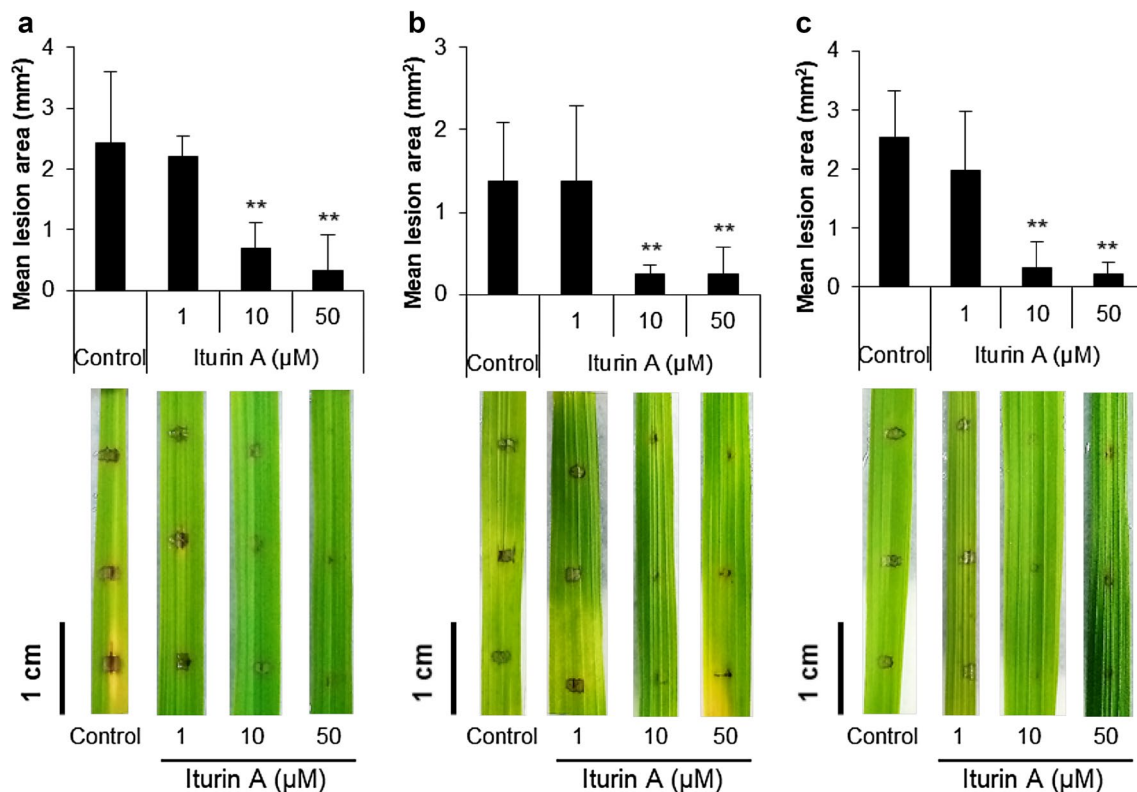 a
Mean lesion area (mm²)
4
3
2
1
0
**
**
1
10
50
Control
Iturin A (μM)
1 cm
Control
1
10
50
Iturin A (μM)
b
Mean lesion area (mm²)
3
2
1
0
**
**
1
10
50
Control
Iturin A (μM)
1 cm
Control
1
10
50
Iturin A (μM)
c
Mean lesion area (mm²)
4
3
2
1
0
**
**
1
10
50
Control
Iturin A (μM)
1 cm
Control
1
10
50
Iturin A (μM)